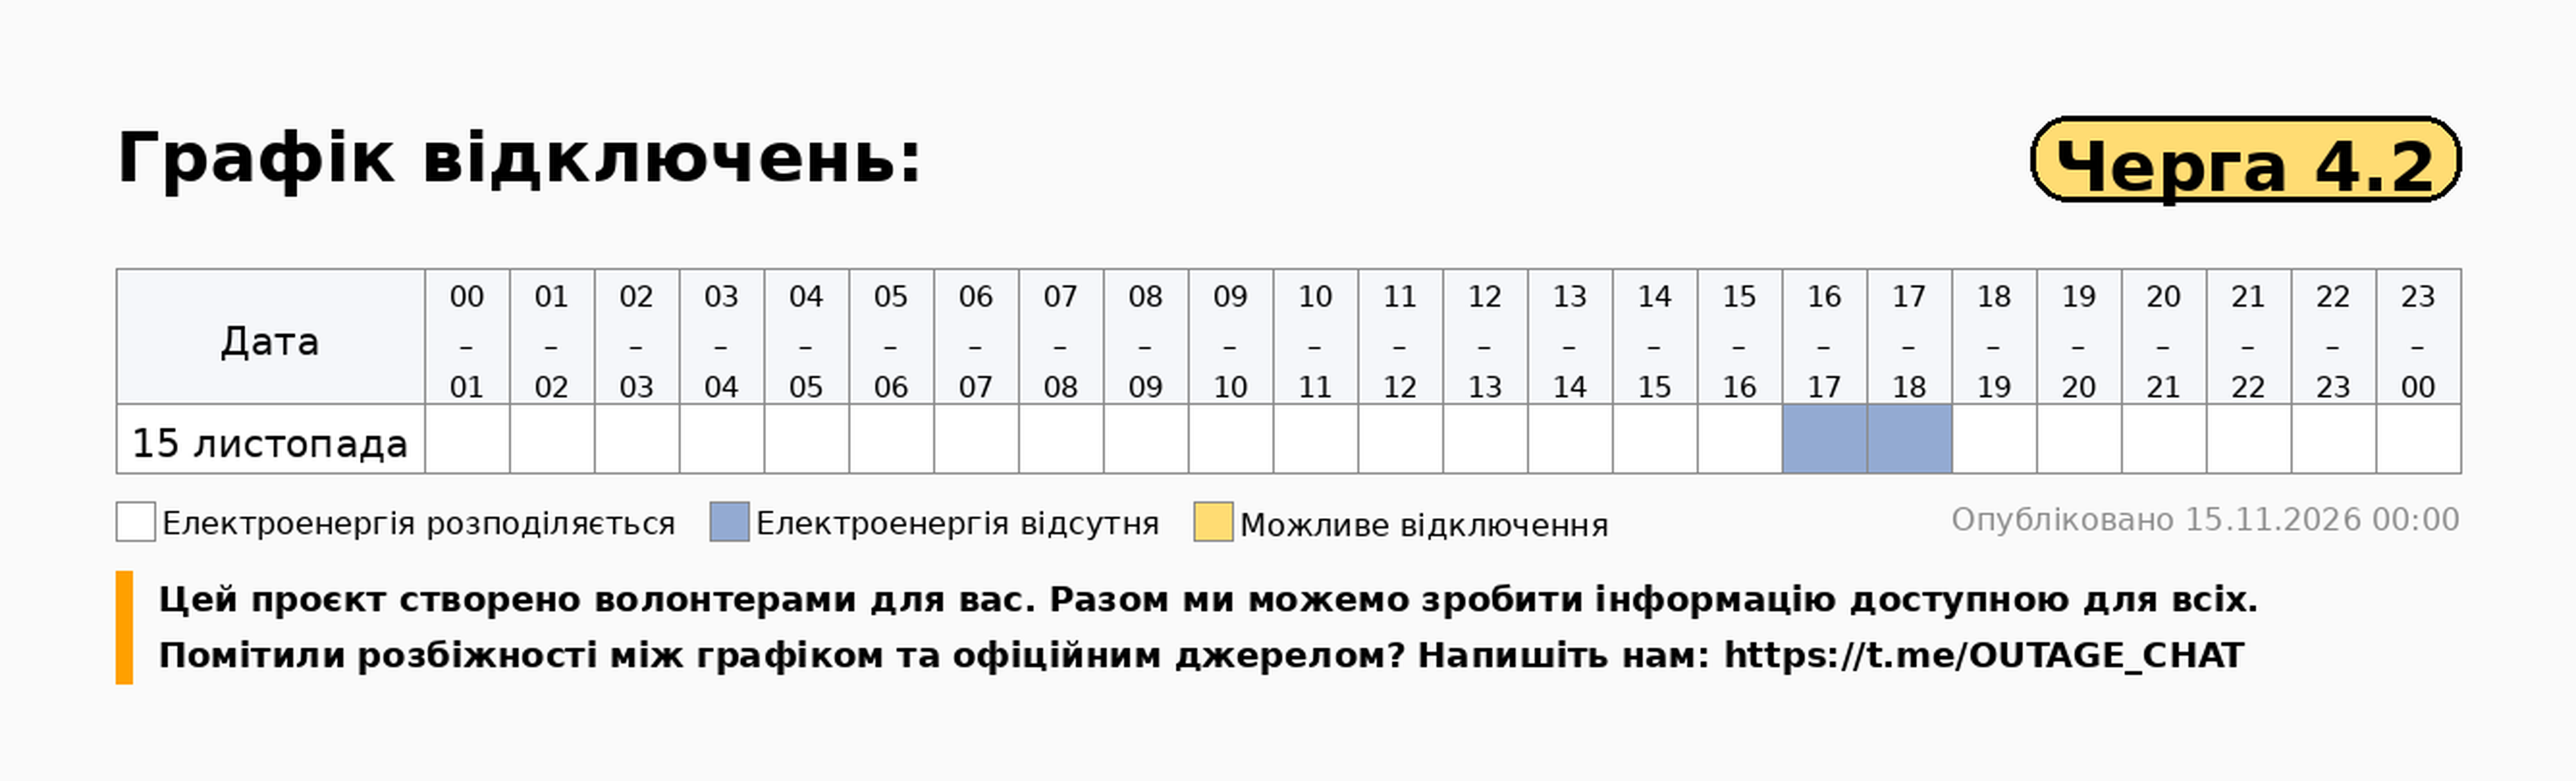 Графік відключень:
Черга 4.2
Дата 00 – 01 01 – 02 02 – 03 03 – 04 04 – 05 05 – 06 06 – 07 07 – 08 08 – 09 09 – 10 10 – 11 11 – 12 12 – 13 13 – 14 14 – 15 15 – 16 16 – 17 17 – 18 18 – 19 19 – 20 20 – 21 21 – 22 22 – 23 23 – 00
15 листопада
Електроенергія розподіляється Електроенергія відсутня Можливе відключення
Опубліковано 15.11.2026 00:00
Цей проєкт створено волонтерами для вас. Разом ми можемо зробити інформацію доступною для всіх.
Помітили розбіжності між графіком та офіційним джерелом? Напишіть нам: https://t.me/OUTAGE_CHAT